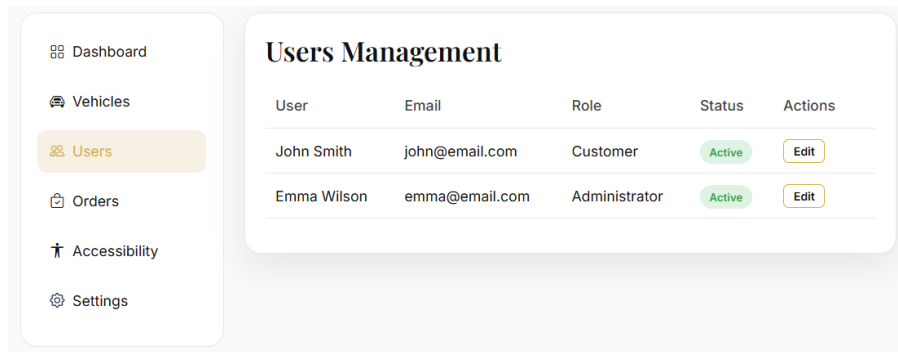 Dashboard
Vehicles
Users
Orders
Accessibility
Settings
Users Management
User Email Role Status Actions
John Smith john@email.com Customer Active Edit
Emma Wilson emma@email.com Administrator Active Edit